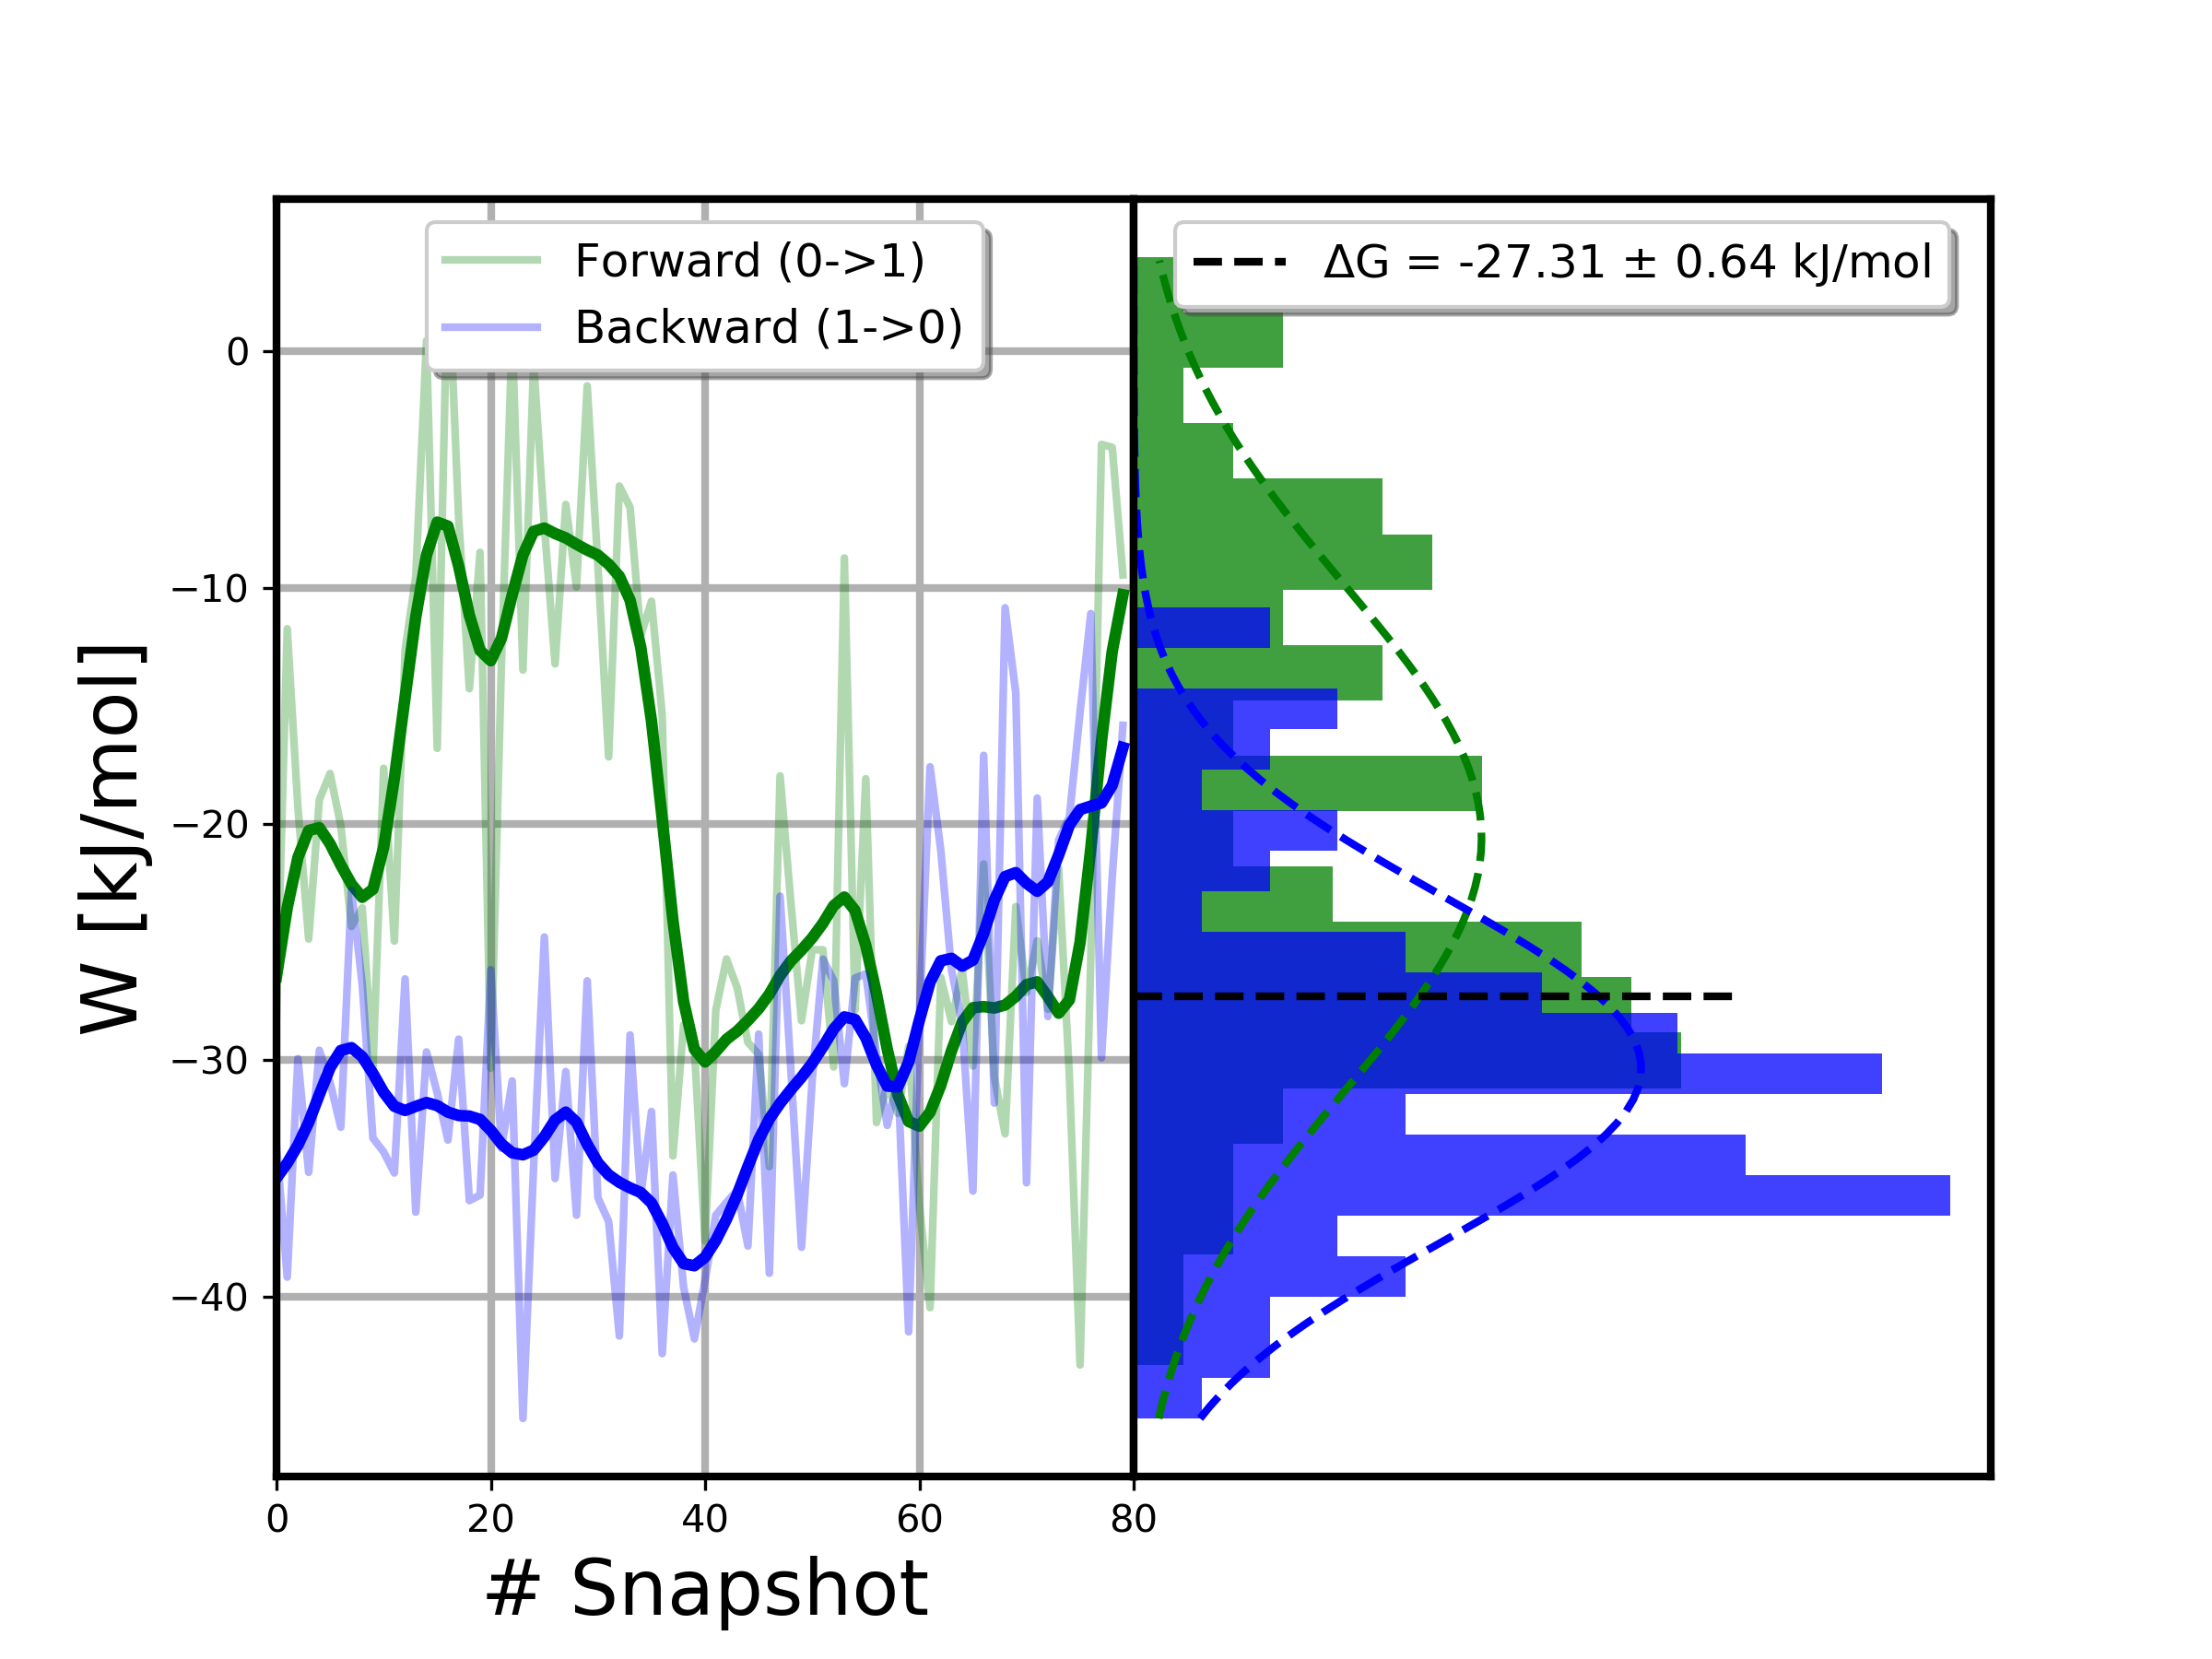 Forward (0->1)
Backward (1->0)
ΔG = -27.31 ± 0.64 kJ/mol
W [kJ/mol]
0
−10
−20
−30
−40
0
20
40
60
80
# Snapshot